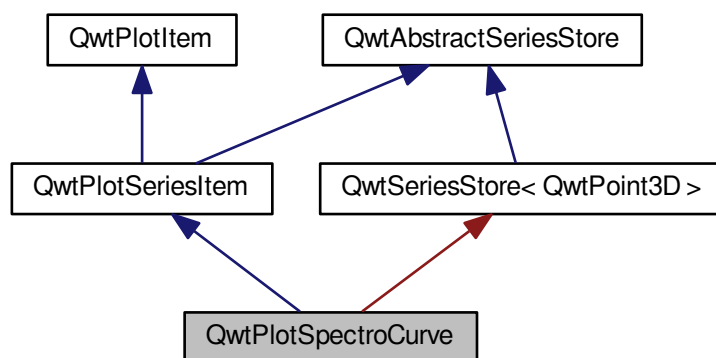 QwtPlotItem
QwtAbstractSeriesStore
QwtPlotSeriesItem
QwtSeriesStore< QwtPoint3D >
QwtPlotSpectroCurve